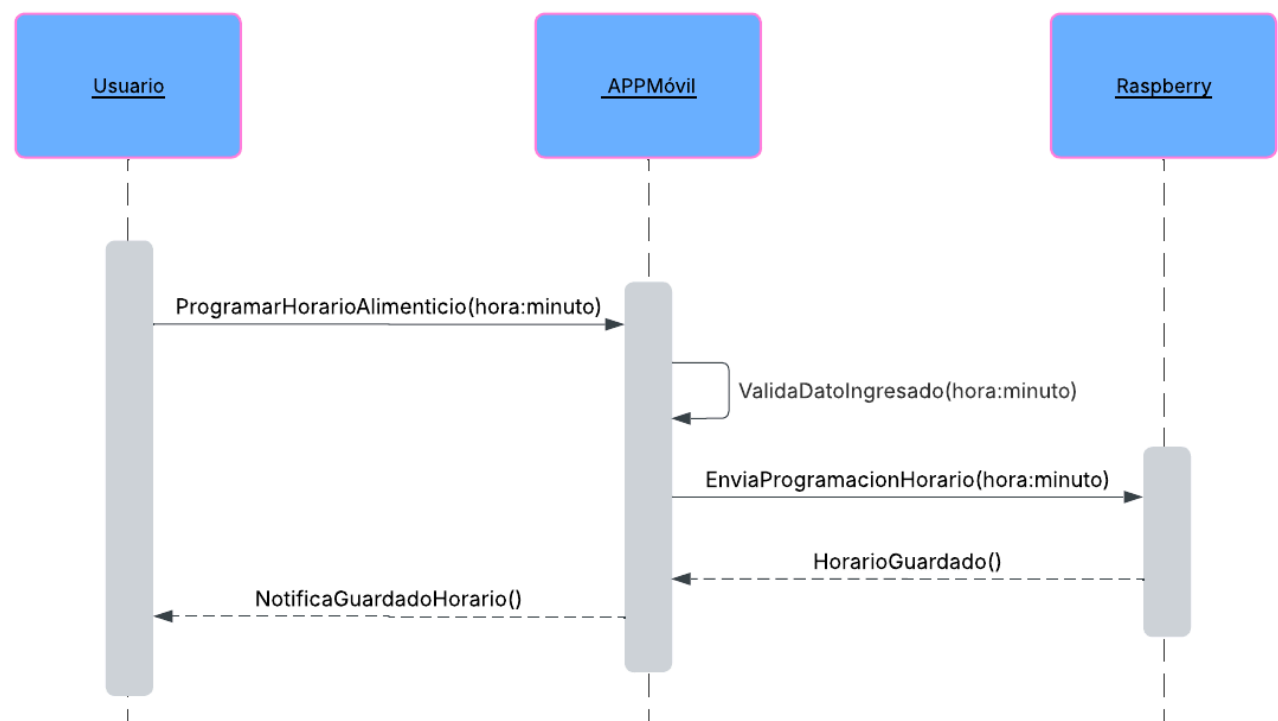 Usuario
APPMóvil
Raspberry
ProgramarHorarioAlimenticio(hora:minuto)
ValidaDatoIngresado(hora:minuto)
EnviaProgramacionHorario(hora:minuto)
HorarioGuardado()
NotificaGuardadoHorario()